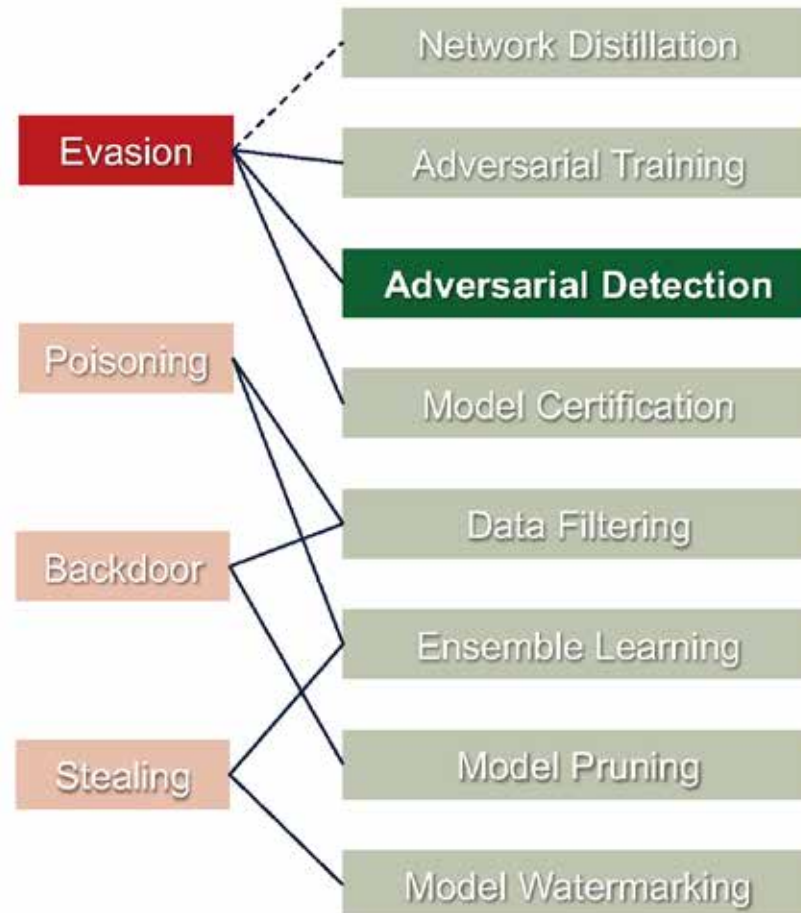 Network Distillation
Evasion
Adversarial Training
Adversarial Detection
Poisoning
Model Certification
Data Filtering
Backdoor
Ensemble Learning
Stealing
Model Pruning
Model Watermarking